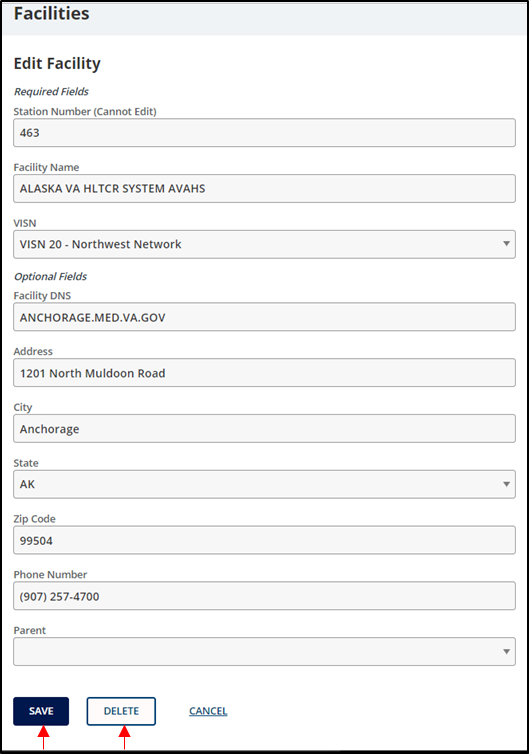 Facilities
Edit Facility
Required Fields
Station Number (Cannot Edit)
463
Facility Name
ALASKA VA HLTCR SYSTEM AVAHS
VISN
VISN 20 - Northwest Network
Optional Fields
Facility DNS
ANCHORAGE.MED.VA.GOV
Address
1201 North Muldoon Road
City
Anchorage
State
AK
Zip Code
99504
Phone Number
(907) 257-4700
Parent
SAVE DELETE CANCEL